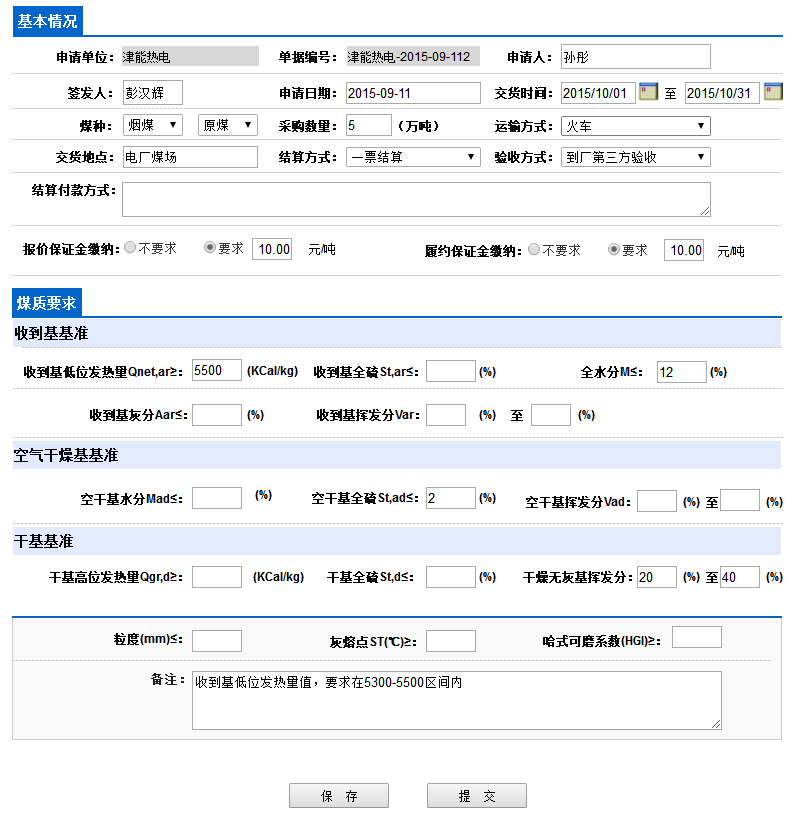 基本情况
申请单位： 津能热电 单据编号： 津能热电-2015-09-112 申请人： 孙彤
签发人： 彭汉辉 申请日期： 2015-09-11 交货时间： 2015/10/01 至 2015/10/31
煤种： 烟煤 原煤 采购数量： 5 （万吨） 运输方式： 火车
交货地点： 电厂煤场 结算方式： 一票结算 验收方式： 到厂第三方验收
结算付款方式：
报价保证金缴纳： 不要求 要求 10.00 元/吨 履约保证金缴纳： 不要求 要求 10.00 元/吨
煤质要求
收到基基准
收到基低位发热量Qnet,ar≥： 5500 (KCal/kg) 收到基全硫St,ar≤： (%) 全水分M≤： 12 (%)
收到基灰分Aar≤： (%) 收到基挥发分Var： (%) 至 (%)
空气干燥基基准
空干基水分Mad≤： (%) 空干基全硫St,ad≤： 2 (%) 空干基挥发分Vad： (%) 至 (%)
干基基准
干基高位发热量Qgr,d≥： (KCal/kg) 干基全硫St,d≤： (%) 干燥无灰基挥发分： 20 (%) 至 40 (%)
粒度(mm)≤： 灰熔点ST(℃)≥： 哈式可磨系数(HGI)≥：
备注： 收到基低位发热量值，要求在5300-5500区间内
保 存 提 交